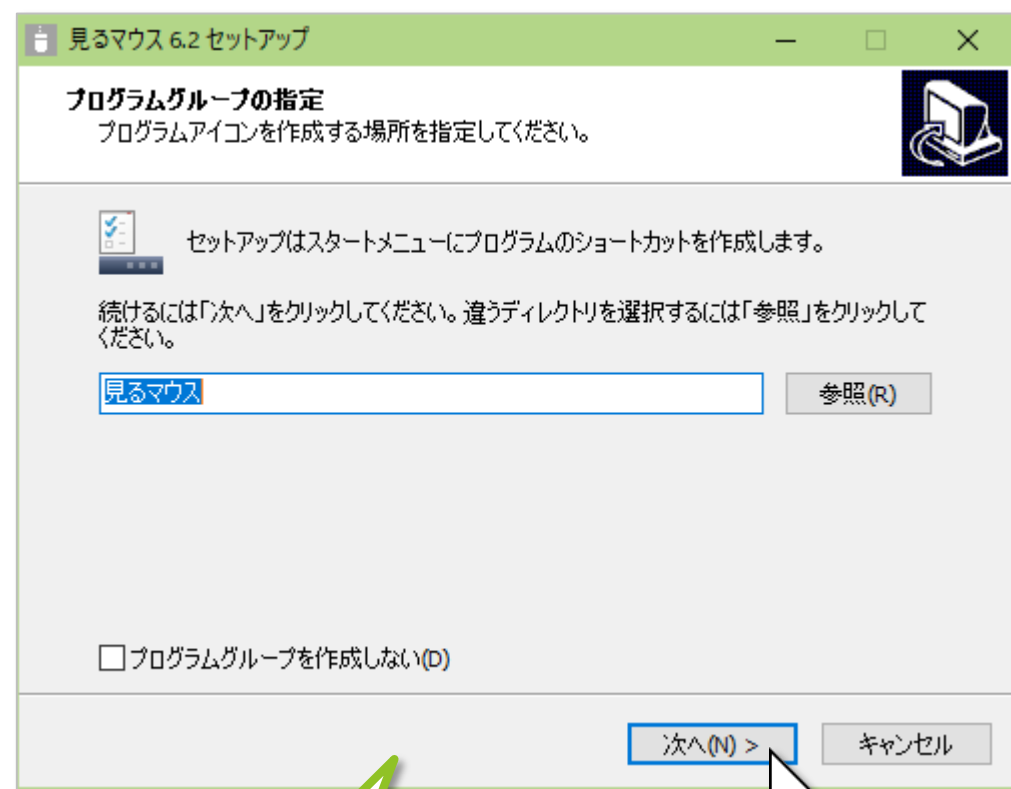 見るマウス 6.2 セットアップ
プログラムグループの指定
プログラムアイコンを作成する場所を指定してください。
セットアップはスタートメニューにプログラムのショートカットを作成します。
続けるには「次へ」をクリックしてください。違うディレクトリを選択するには「参照」をクリックして
ください。
見るマウス
参照(R)
プログラムグループを作成しない(D)
次へ(N) >
キャンセル